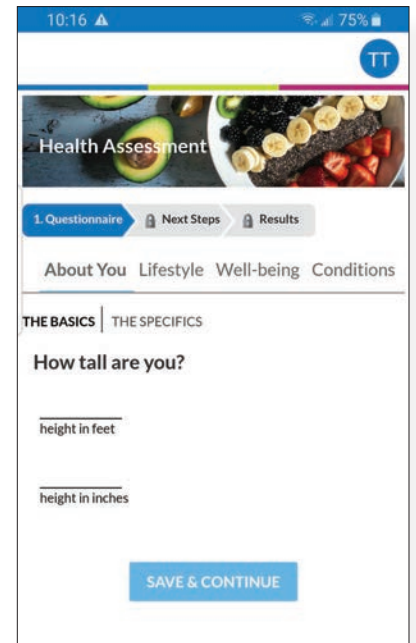 10:16 75%
TT
Health Assessment
1. Questionnaire Next Steps Results
About You Lifestyle Well-being Conditions
THE BASICS THE SPECIFICS
How tall are you?
height in feet
height in inches
SAVE & CONTINUE